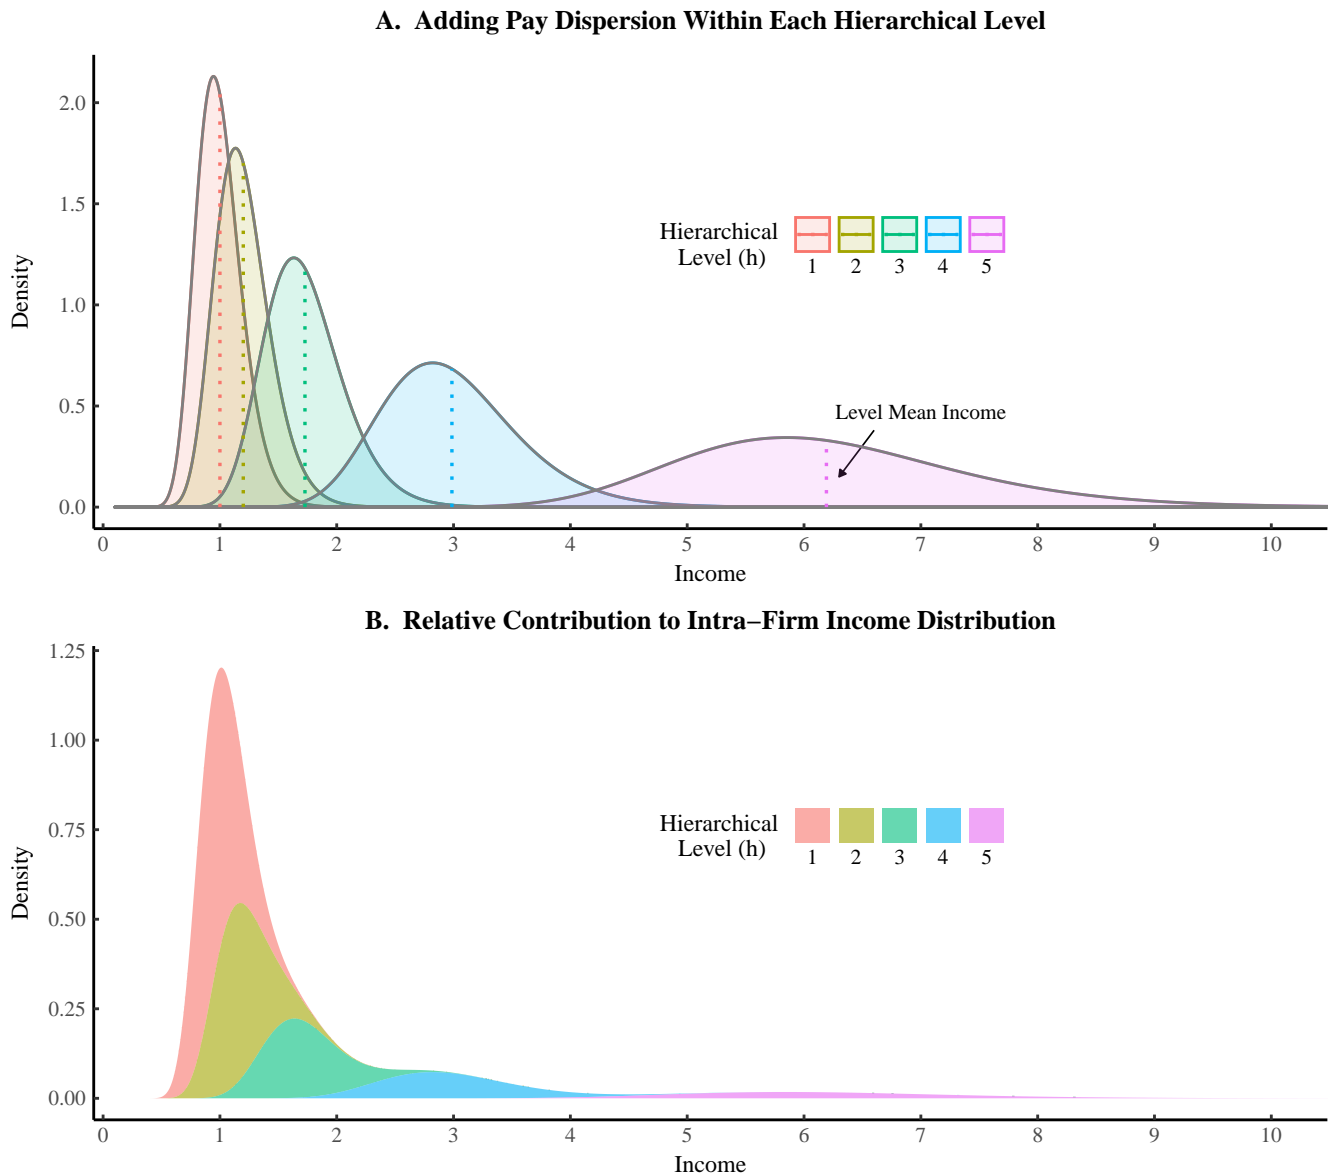 A.  Adding Pay Dispersion Within Each Hierarchical Level
2.0
1.5
1.0
0.5
0.0
Density
Hierarchical
Level (h)
1 2 3 4 5
Level Mean Income
0 1 2 3 4 5 6 7 8 9 10
Income
B.  Relative Contribution to Intra−Firm Income Distribution
1.25
1.00
0.75
0.50
0.25
0.00
Density
Hierarchical
Level (h)
1 2 3 4 5
0 1 2 3 4 5 6 7 8 9 10
Income